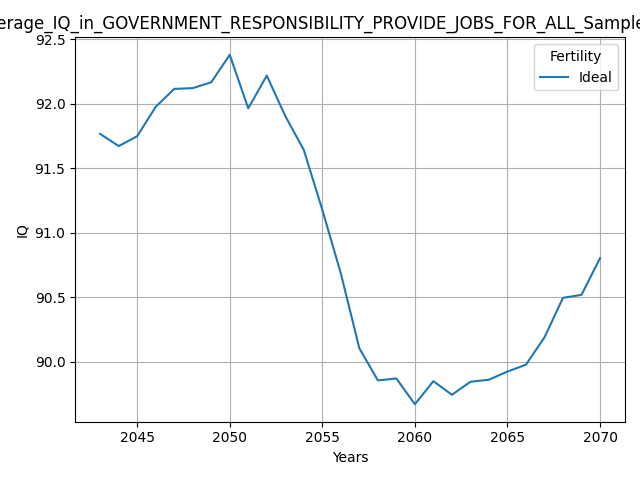 erage_IQ_in_GOVERNMENT_RESPONSIBILITY_PROVIDE_JOBS_FOR_ALL_Sample
Fertility
Ideal
92.5
92.0
91.5
91.0
90.5
90.0
IQ
2045 2050 2055 2060 2065 2070
Years